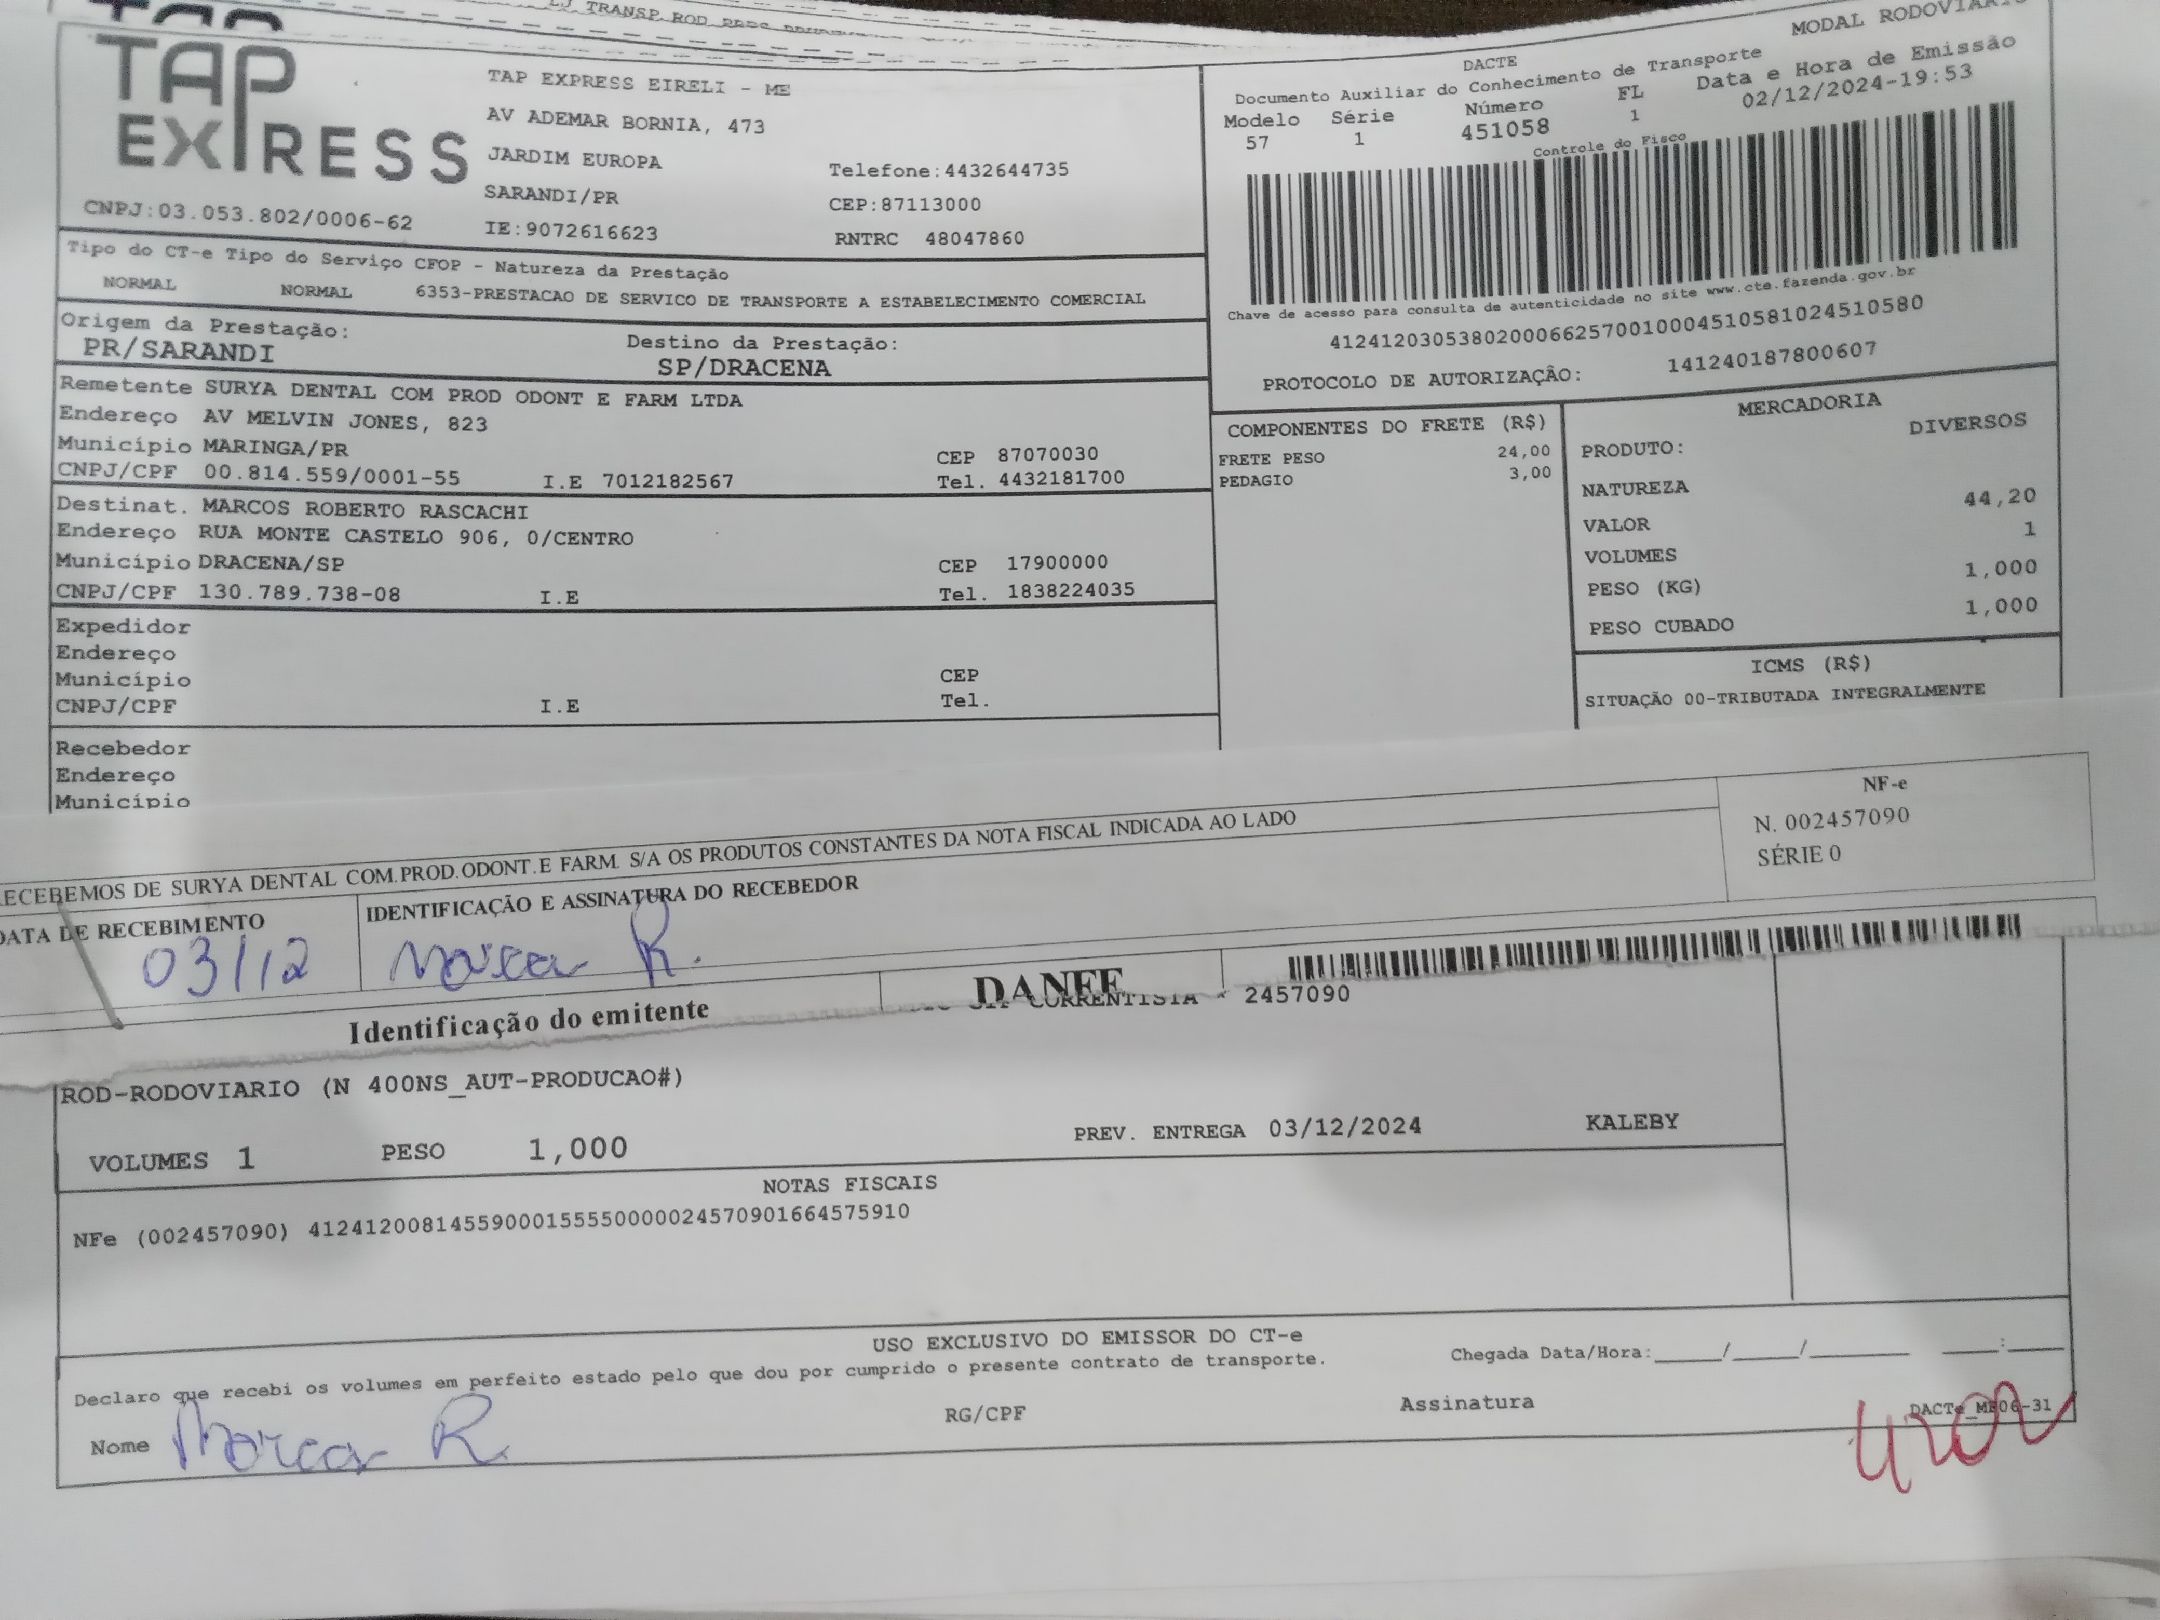 LJ TRANSP ROD
TAP
EXPRESS
CNPJ:03.053.802/0006-62
TAP EXPRESS EIRELI - ME
AV ADEMAR BORNIA, 473
JARDIM EUROPA
SARANDI/PR
IE:9072616623
Telefone:4432644735
CEP:87113000
RNTRC 48047860
MODAL RODOVIARIO
DACTE
Documento Auxiliar do Conhecimento de Transporte
Modelo Série Número FL Data e Hora de Emissão
57 1 451058 1 02/12/2024-19:53
Controle do Fisco
Chave de acesso para consulta de autenticidade no site www.cte.fazenda.gov.br
41241203053802000662570010004510581024510580
PROTOCOLO DE AUTORIZAÇÃO: 141240187800607
Tipo do CT-e Tipo do Serviço CFOP - Natureza da Prestação
NORMAL NORMAL 6353-PRESTACAO DE SERVICO DE TRANSPORTE A ESTABELECIMENTO COMERCIAL
Origem da Prestação: Destino da Prestação:
PR/SARANDI SP/DRACENA
Remetente SURYA DENTAL COM PROD ODONT E FARM LTDA
Endereço AV MELVIN JONES, 823
Município MARINGA/PR CEP 87070030
CNPJ/CPF 00.814.559/0001-55 I.E 7012182567 Tel. 4432181700
Destinat. MARCOS ROBERTO RASCACHI
Endereço RUA MONTE CASTELO 906, 0/CENTRO
Município DRACENA/SP CEP 17900000
CNPJ/CPF 130.789.738-08 I.E Tel. 1838224035
Expedidor
Endereço
Município CEP
CNPJ/CPF I.E Tel.
Recebedor
Endereço
Município
COMPONENTES DO FRETE (R$)
FRETE PESO 24,00
PEDAGIO 3,00
MERCADORIA
PRODUTO: DIVERSOS
NATUREZA
VALOR 44,20
VOLUMES 1
PESO (KG) 1,000
PESO CUBADO 1,000
ICMS (R$)
SITUAÇÃO 00-TRIBUTADA INTEGRALMENTE
RECEBEMOS DE SURYA DENTAL COM.PROD.ODONT.E FARM. S/A OS PRODUTOS CONSTANTES DA NOTA FISCAL INDICADA AO LADO
NF-e
N. 002457090
SÉRIE 0
DATA DE RECEBIMENTO IDENTIFICAÇÃO E ASSINATURA DO RECEBEDOR
03/12 R.
Identificação do emitente DANFE
CORRENTISTA * 2457090
ROD-RODOVIARIO (N 400NS_AUT-PRODUCAO#)
VOLUMES 1 PESO 1,000 PREV. ENTREGA 03/12/2024 KALEBY
NOTAS FISCAIS
NFe (002457090) 41241200814559000155550000024570901664575910
USO EXCLUSIVO DO EMISSOR DO CT-e
Declaro que recebi os volumes em perfeito estado pelo que dou por cumprido o presente contrato de transporte. Chegada Data/Hora:_____/_____/_______ ____:____
Nome R. RG/CPF Assinatura DACTe_MF06-31